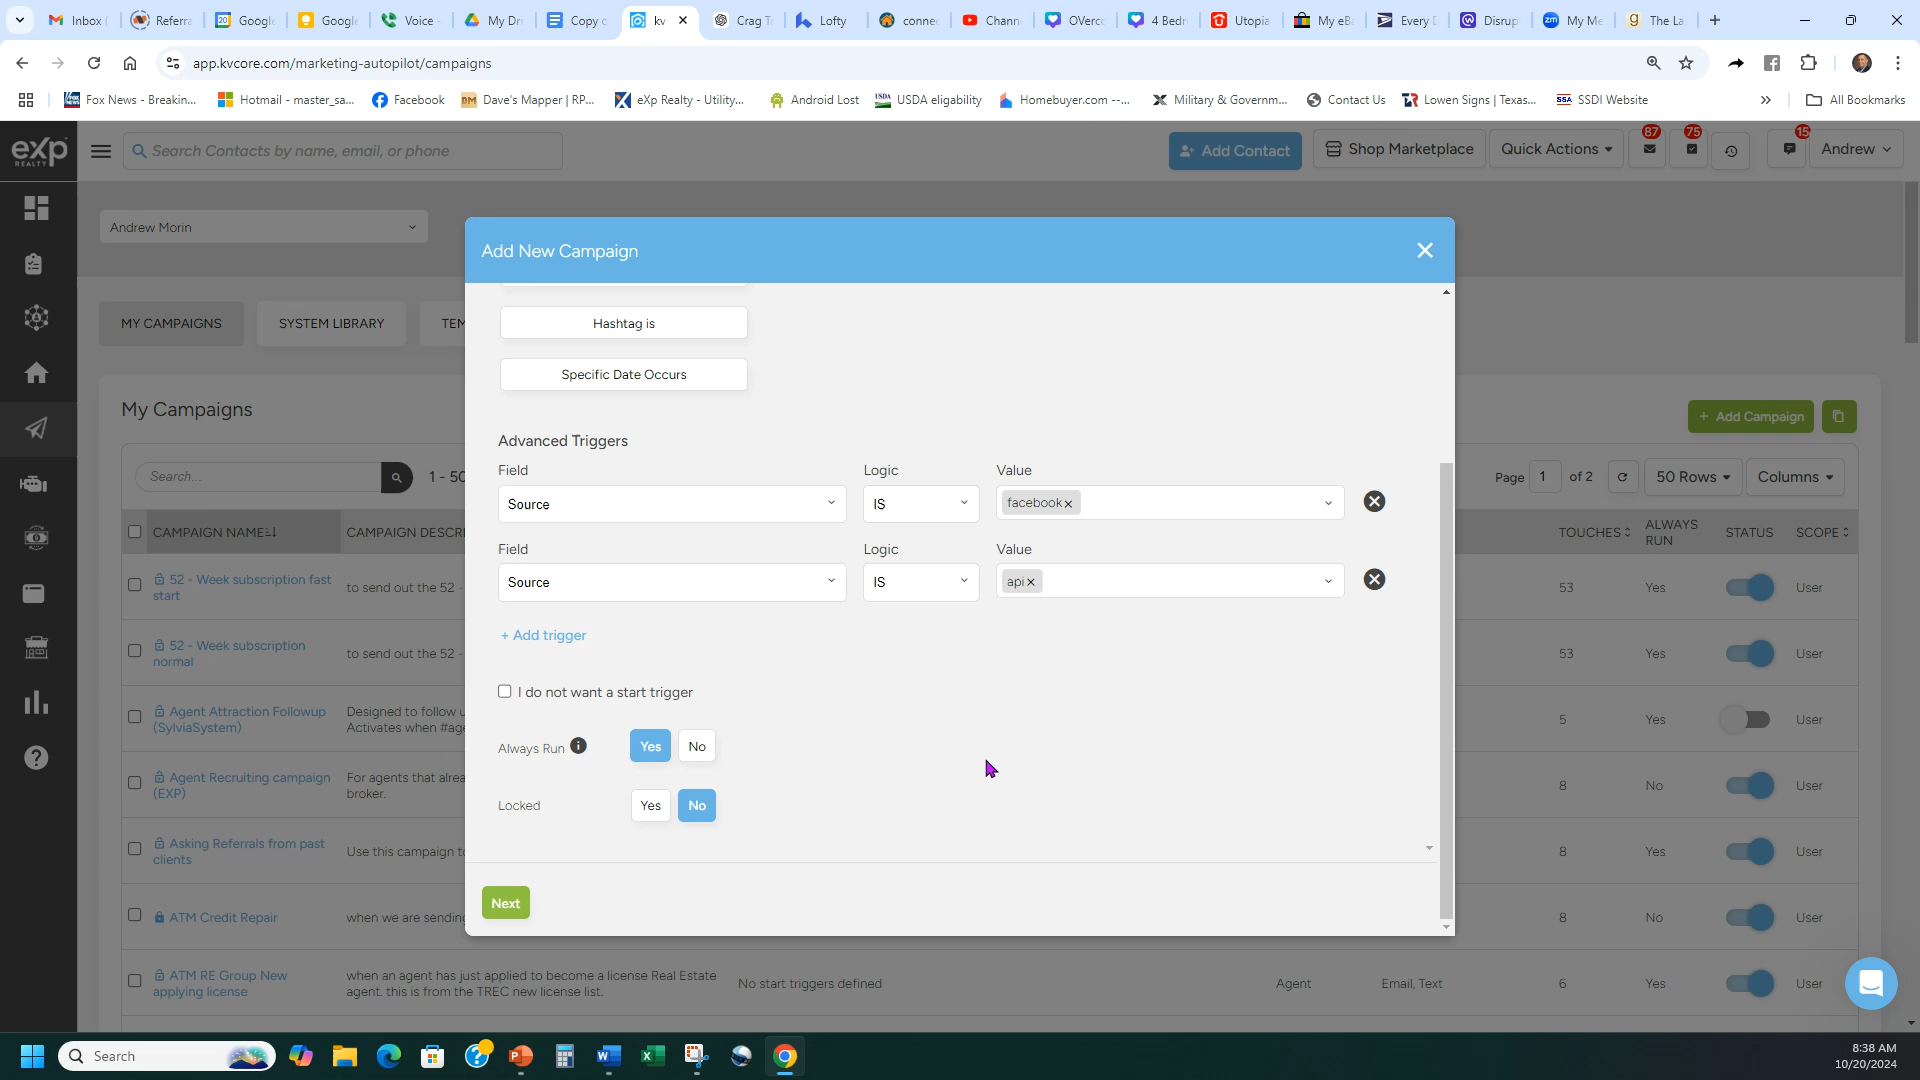 Inbox (
Referra
Google
Google
Voice -
My Dri
Copy o
kv
Crag T
Lofty
conne
Chann
OVerco
4 Bedr
Utopia
My eB
Every D
Disrup
My Me
The La
app.kvcore.com/marketing-autopilot/campaigns
Fox News - Breakin...
Hotmail - master_sa...
Facebook
Dave's Mapper | RP...
eXp Realty - Utility...
Android Lost
USDA eligability
Homebuyer.com --...
Military & Governm...
Contact Us
Lowen Signs | Texas...
SSDI Website
All Bookmarks
exp REALTY
Search Contacts by name, email, or phone
Add Contact
Shop Marketplace
Quick Actions
87
75
15
Andrew
Andrew Morin
Add New Campaign
MY CAMPAIGNS
SYSTEM LIBRARY
TEM
Hashtag is
Specific Date Occurs
My Campaigns
+ Add Campaign
Advanced Triggers
Field Logic Value
Search...
1 - 50
Page 1 of 2
50 Rows
Columns
Source IS facebook
CAMPAIGN NAME
CAMPAIGN DESCR
TOUCHES
ALWAYS RUN
STATUS
SCOPE
Field Logic Value
Source IS api
52 - Week subscription fast
start
to send out the 52 -
53 Yes User
+ Add trigger
52 - Week subscription
normal
to send out the 52 -
53 Yes User
I do not want a start trigger
Agent Attraction Followup
(SylviaSystem)
Designed to follow u
Activates when #age
5 Yes User
Always Run Yes No
Agent Recruiting campaign
(EXP)
For agents that alrea
broker.
8 No User
Locked Yes No
Asking Referrals from past
clients
Use this campaign to
8 Yes User
Next
ATM Credit Repair
when we are sending
8 No User
ATM RE Group New
applying license
when an agent has just applied to become a license Real Estate
agent. this is from the TREC new license list.
No start triggers defined
Agent
Email, Text
6 Yes User
Search
8:38 AM
10/20/2024